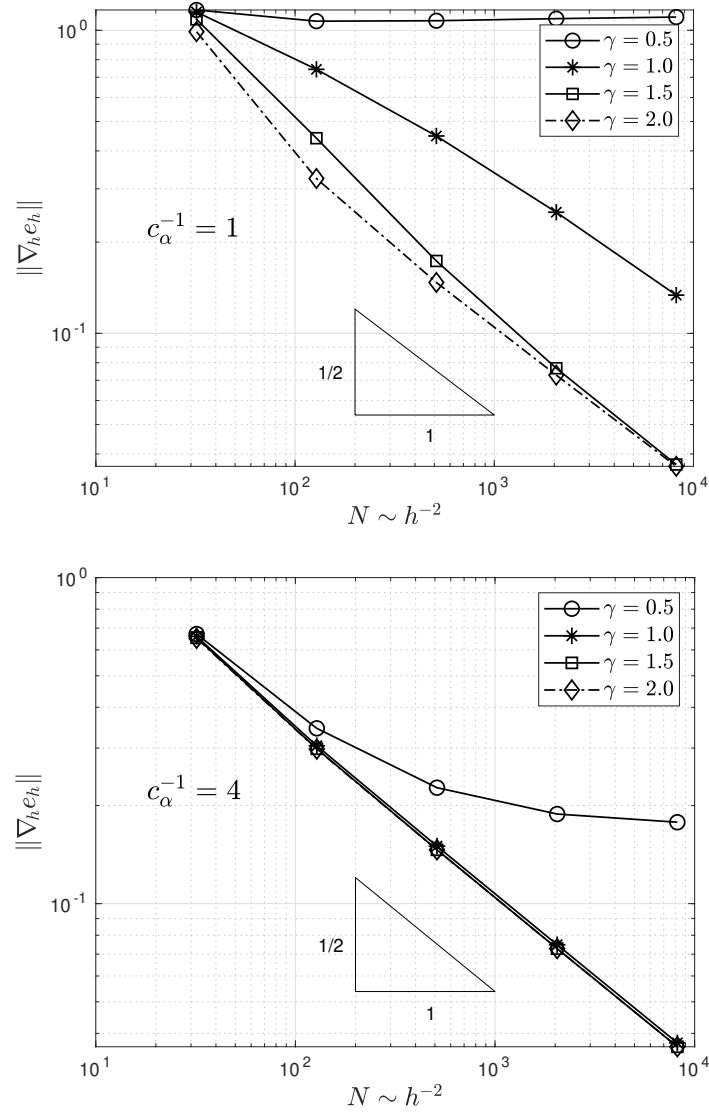 10^0
γ = 0.5
γ = 1.0
γ = 1.5
γ = 2.0
‖∇_h e_h‖
c_α^{-1} = 1
10^{-1}
1/2
1
10^1
10^2
10^3
10^4
N ∼ h^{-2}
10^0
γ = 0.5
γ = 1.0
γ = 1.5
γ = 2.0
‖∇_h e_h‖
c_α^{-1} = 4
10^{-1}
1/2
1
10^1
10^2
10^3
10^4
N ∼ h^{-2}